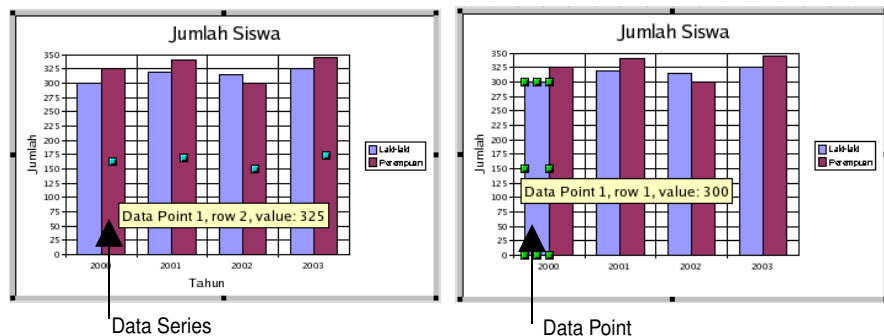 Jumlah Siswa
350
325
300
275
250
225
200
175
150
125
100
75
50
25
0
Jumlah
2000
2001
2002
2003
Tahun
Laki-laki
Perempuan
Data Point 1, row 2, value: 325
Data Series
Jumlah Siswa
350
325
300
275
250
225
200
175
150
125
100
75
50
25
0
Jumlah
2000
2001
2002
2003
Laki-laki
Perempuan
Data Point 1, row 1, value: 300
Data Point